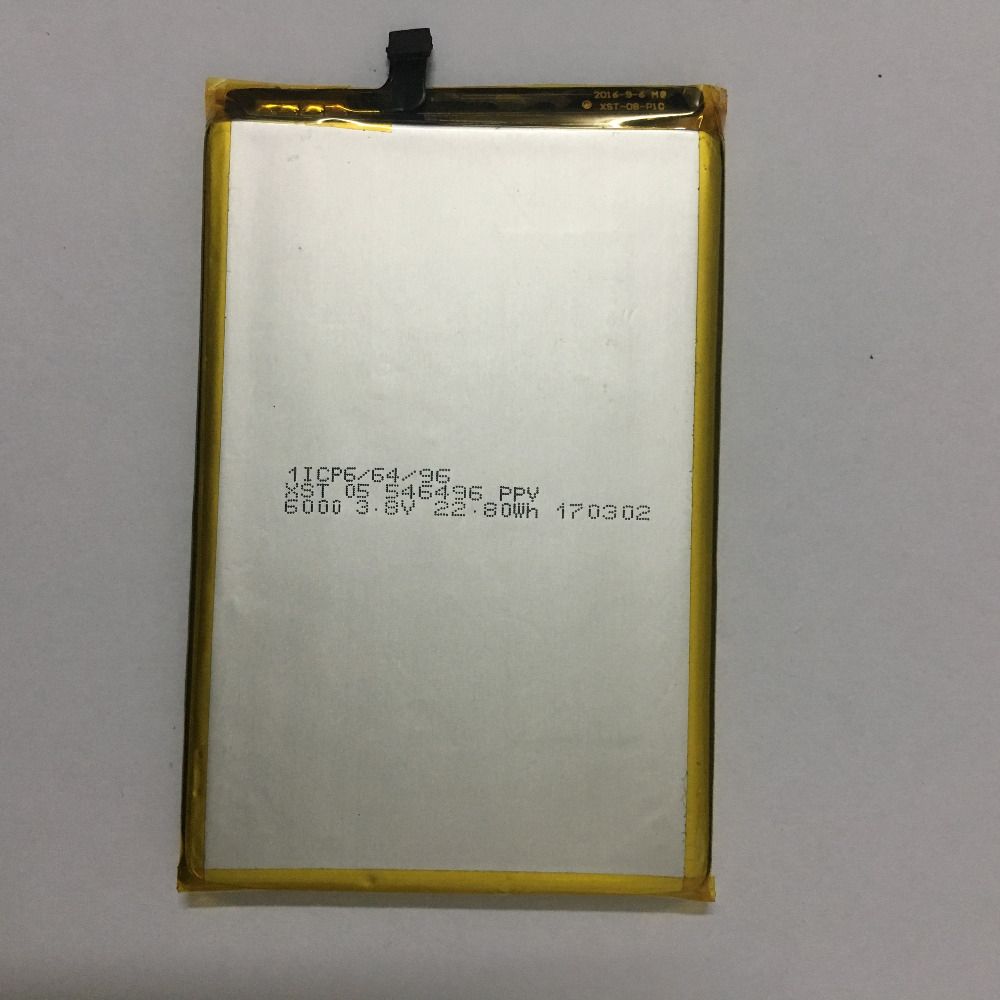 2016-9-6 M@
XST-08-P10
1ICP6/64/96
XST 05 546496 PPV
6000 3.8V 22.80Wh 170302